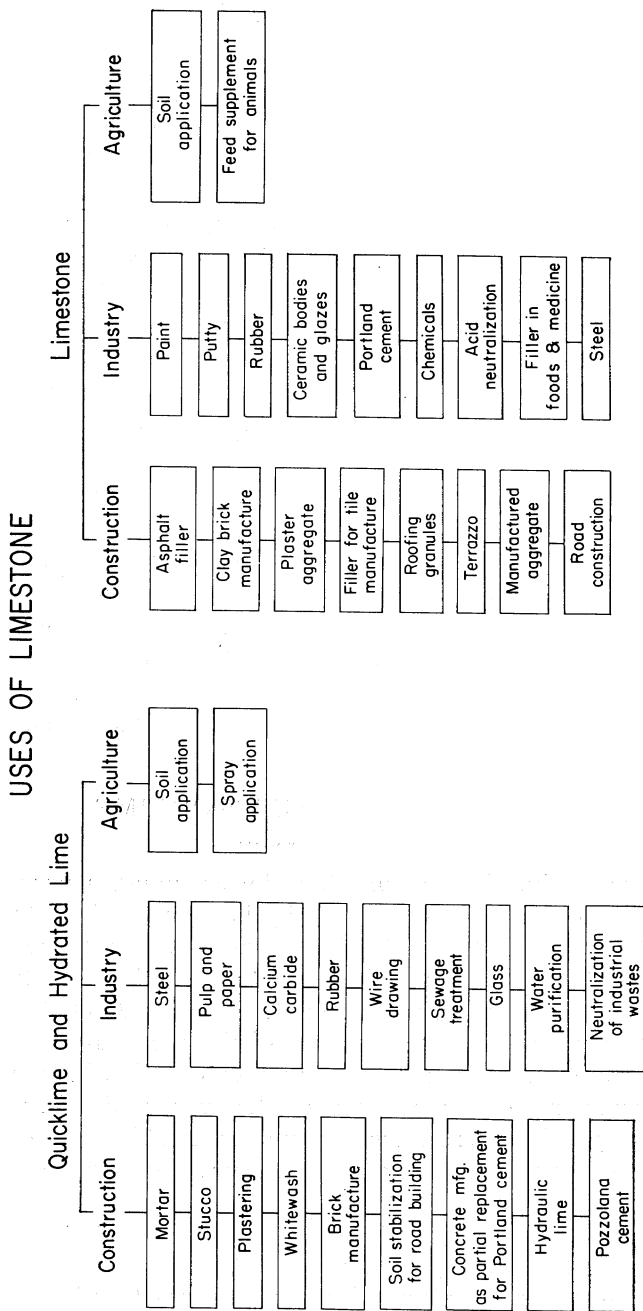 USES OF LIMESTONE
Quicklime and Hydrated Lime
Construction
Mortar
Stucco
Plastering
Whitewash
Brick
manufacture
Soil stabilization
for road building
Concrete mfg.
as partial replacement
for Portland cement
Hydraulic
lime
Pozzoland
cement
Industry
Steel
Pulp and
paper
Calcium
carbide
Rubber
Wire
drawing
Sewage
treatment
Glass
Water
purification
Neutralization
of industrial
wastes
Agriculture
Soil
application
Spray
application
Limestone
Construction
Asphalt
filler
Clay brick
manufacture
Plaster
aggregate
Filler for tile
manufacture
Roofing
granules
Terrazzo
Manufactured
aggregate
Road
construction
Industry
Paint
Putty
Rubber
Ceramic bodies
and glazes
Portland
cement
Chemicals
Acid
neutralization
Filler in
foods & medicine
Steel
Agriculture
Soil
application
Feed supplement
for animals